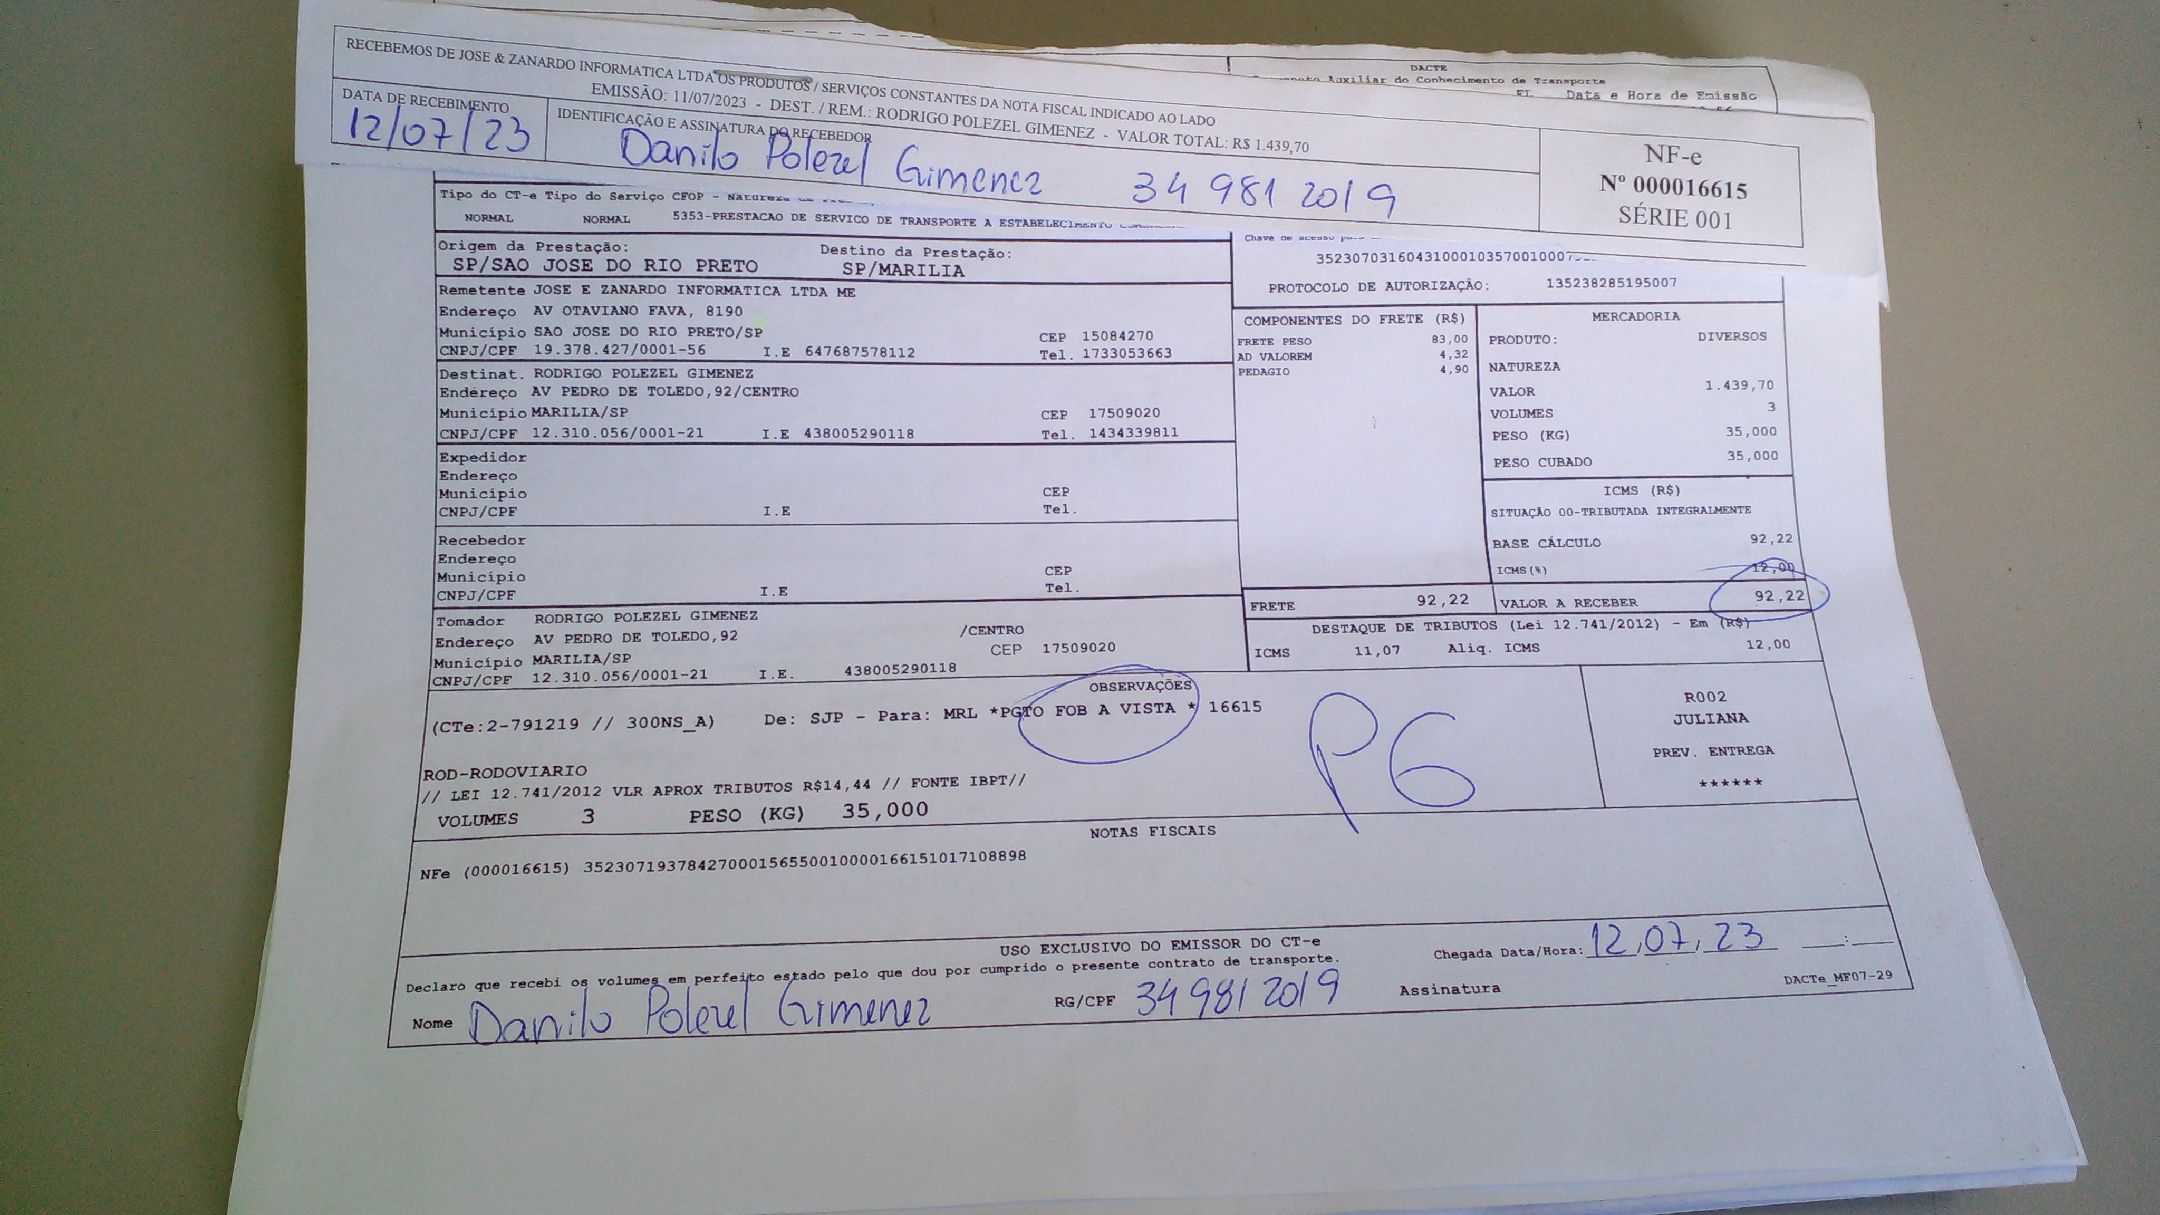 DACTE
Auxiliar do Conhecimento de Transporte
Data e Hora de Emissão
RECEBEMOS DE JOSE & ZANARDO INFORMATICA LTDA OS PRODUTOS / SERVIÇOS CONSTANTES DA NOTA FISCAL INDICADO AO LADO
EMISSÃO: 11/07/2023 - DEST. / REM.: RODRIGO POLEZEL GIMENEZ - VALOR TOTAL: R$ 1.439,70
DATA DE RECEBIMENTO
12/07/23
IDENTIFICAÇÃO E ASSINATURA DO RECEBEDOR
Danilo Polezel Gimenez 34 981 2019
NF-e
Nº 000016615
SÉRIE 001
Tipo do CT-e Tipo do Serviço CFOP - Natureza
NORMAL NORMAL 5353-PRESTACAO DE SERVICO DE TRANSPORTE A ESTABELECIMENTO
Origem da Prestação: Destino da Prestação:
SP/SAO JOSE DO RIO PRETO SP/MARILIA
Chave de acesso
PROTOCOLO DE AUTORIZAÇÃO: 135238285195007
Remetente JOSE E ZANARDO INFORMATICA LTDA ME
Endereço AV OTAVIANO FAVA, 8190
Município SAO JOSE DO RIO PRETO/SP CEP 15084270
CNPJ/CPF 19.378.427/0001-56 I.E 647687578112 Tel. 1733053663
Destinat. RODRIGO POLEZEL GIMENEZ
Endereço AV PEDRO DE TOLEDO,92/CENTRO
Município MARILIA/SP CEP 17509020
CNPJ/CPF 12.310.056/0001-21 I.E 438005290118 Tel. 1434339811
Expedidor
Endereço
Município CEP
CNPJ/CPF I.E Tel.
Recebedor
Endereço
Município CEP
CNPJ/CPF I.E Tel.
Tomador RODRIGO POLEZEL GIMENEZ
Endereço AV PEDRO DE TOLEDO,92 /CENTRO
Município MARILIA/SP CEP 17509020
CNPJ/CPF 12.310.056/0001-21 I.E. 438005290118
COMPONENTES DO FRETE (R$)
FRETE PESO 83,00
AD VALOREM 4,32
PEDAGIO 4,90
MERCADORIA
PRODUTO: DIVERSOS
NATUREZA
VALOR 1.439,70
VOLUMES 3
PESO (KG) 35,000
PESO CUBADO 35,000
ICMS (R$)
SITUAÇÃO 00-TRIBUTADA INTEGRALMENTE
BASE CÁLCULO 92,22
ICMS(%) 12,00
FRETE 92,22 VALOR A RECEBER 92,22
DESTAQUE DE TRIBUTOS (Lei 12.741/2012) - Em (R$)
ICMS 11,07 Aliq. ICMS 12,00
OBSERVAÇÕES
(CTe:2-791219 // 300NS_A) De: SJP - Para: MRL *PGTO FOB A VISTA * 16615
PG
R002
JULIANA
PREV. ENTREGA
******
ROD-RODOVIARIO
// LEI 12.741/2012 VLR APROX TRIBUTOS R$14,44 // FONTE IBPT//
VOLUMES 3 PESO (KG) 35,000
NOTAS FISCAIS
NFe (000016615) 35230719378427000156550010000166151017108898
USO EXCLUSIVO DO EMISSOR DO CT-e
Declaro que recebi os volumes em perfeito estado pelo que dou por cumprido o presente contrato de transporte.
Chegada Data/Hora: 12,07,23 __:__
Nome Danilo Polezel Gimenez RG/CPF 34 981 2019 Assinatura
DACTe_MF07-29